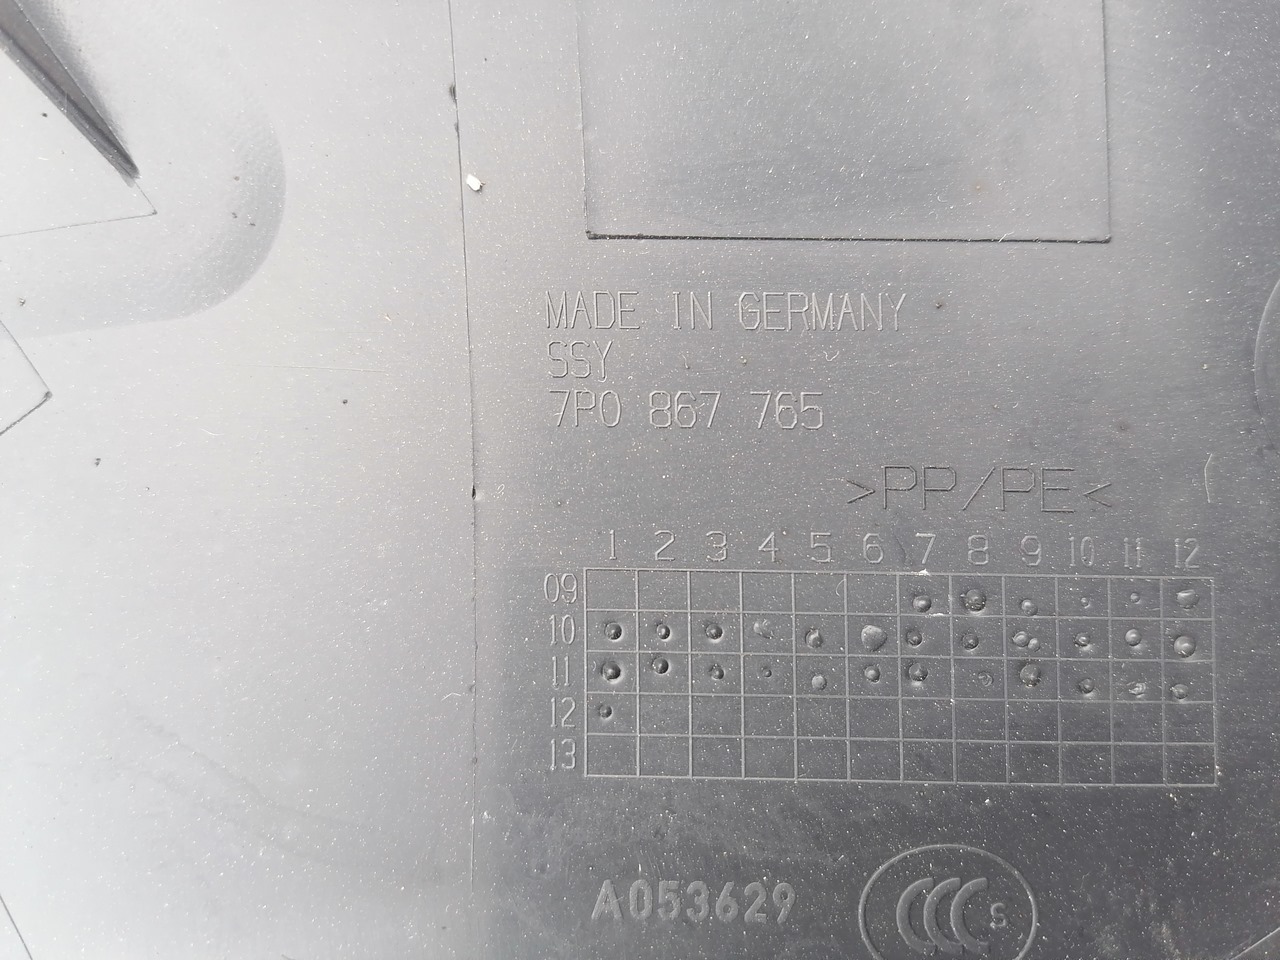 MADE IN GERMANY
SSY
7P0 867 765
>PP/PE<
1 2 3 4 5 6 7 8 9 10 11 12
09
10
11
12
13
A053629
CCC S